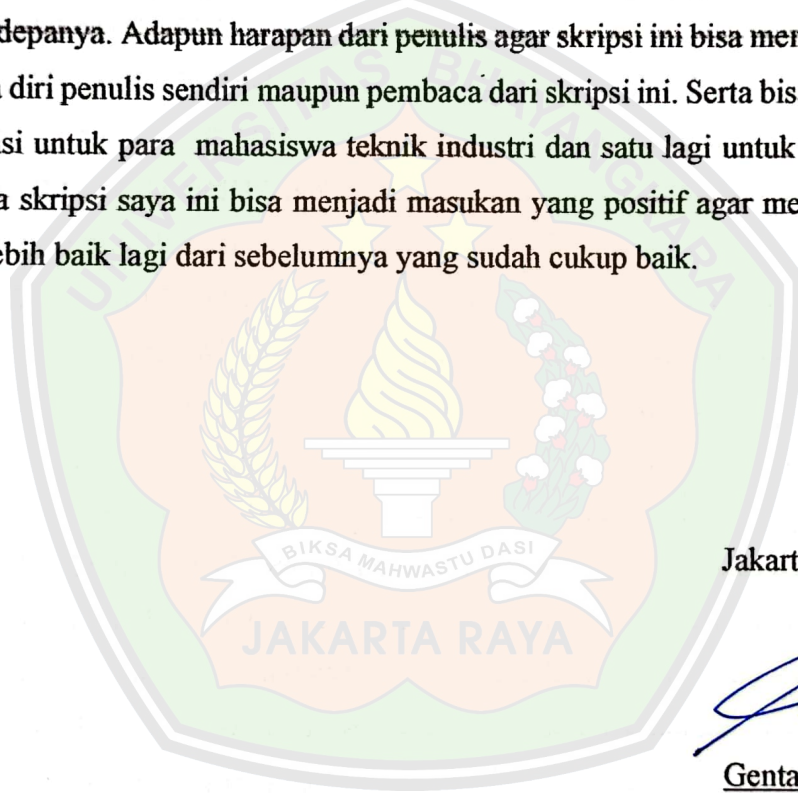 depanya. Adapun harapan dari penulis agar skripsi ini bisa mer
diri penulis sendiri maupun pembaca dari skripsi ini. Serta bis
si untuk para mahasiswa teknik industri dan satu lagi untuk
a skripsi saya ini bisa menjadi masukan yang positif agar me
ebih baik lagi dari sebelumnya yang sudah cukup baik.
UNIVERSITAS BHAYANGKARA
BIKSA MAHWASTU DASI
JAKARTA RAYA
Jakart
Genta